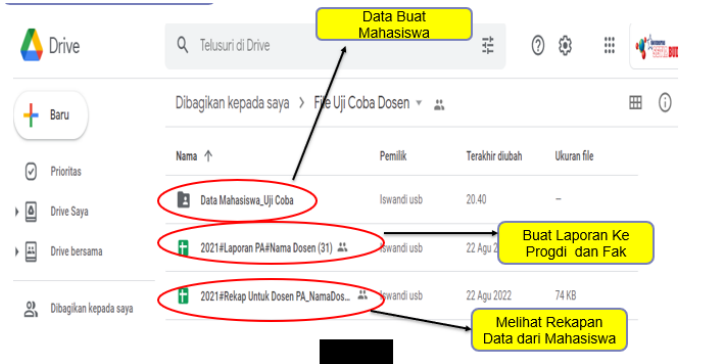 Data Buat
Mahasiswa
Drive
Telusuri di Drive
Baru
Dibagikan kepada saya > File Uji Coba Dosen
Nama
Pemilik
Terakhir diubah
Ukuran file
Prioritas
Data Mahasiswa_Uji Coba
Iswandi usb
20.40
–
Drive Saya
Buat Laporan Ke
Progdi dan Fak
Drive bersama
2021#Laporan PA#Nama Dosen (31)
Iswandi usb
22 Agu 2
2021#Rekap Untuk Dosen PA_NamaDos...
Iswandi usb
22 Agu 2022
74 KB
Dibagikan kepada saya
Melihat Rekapan
Data dari Mahasiswa